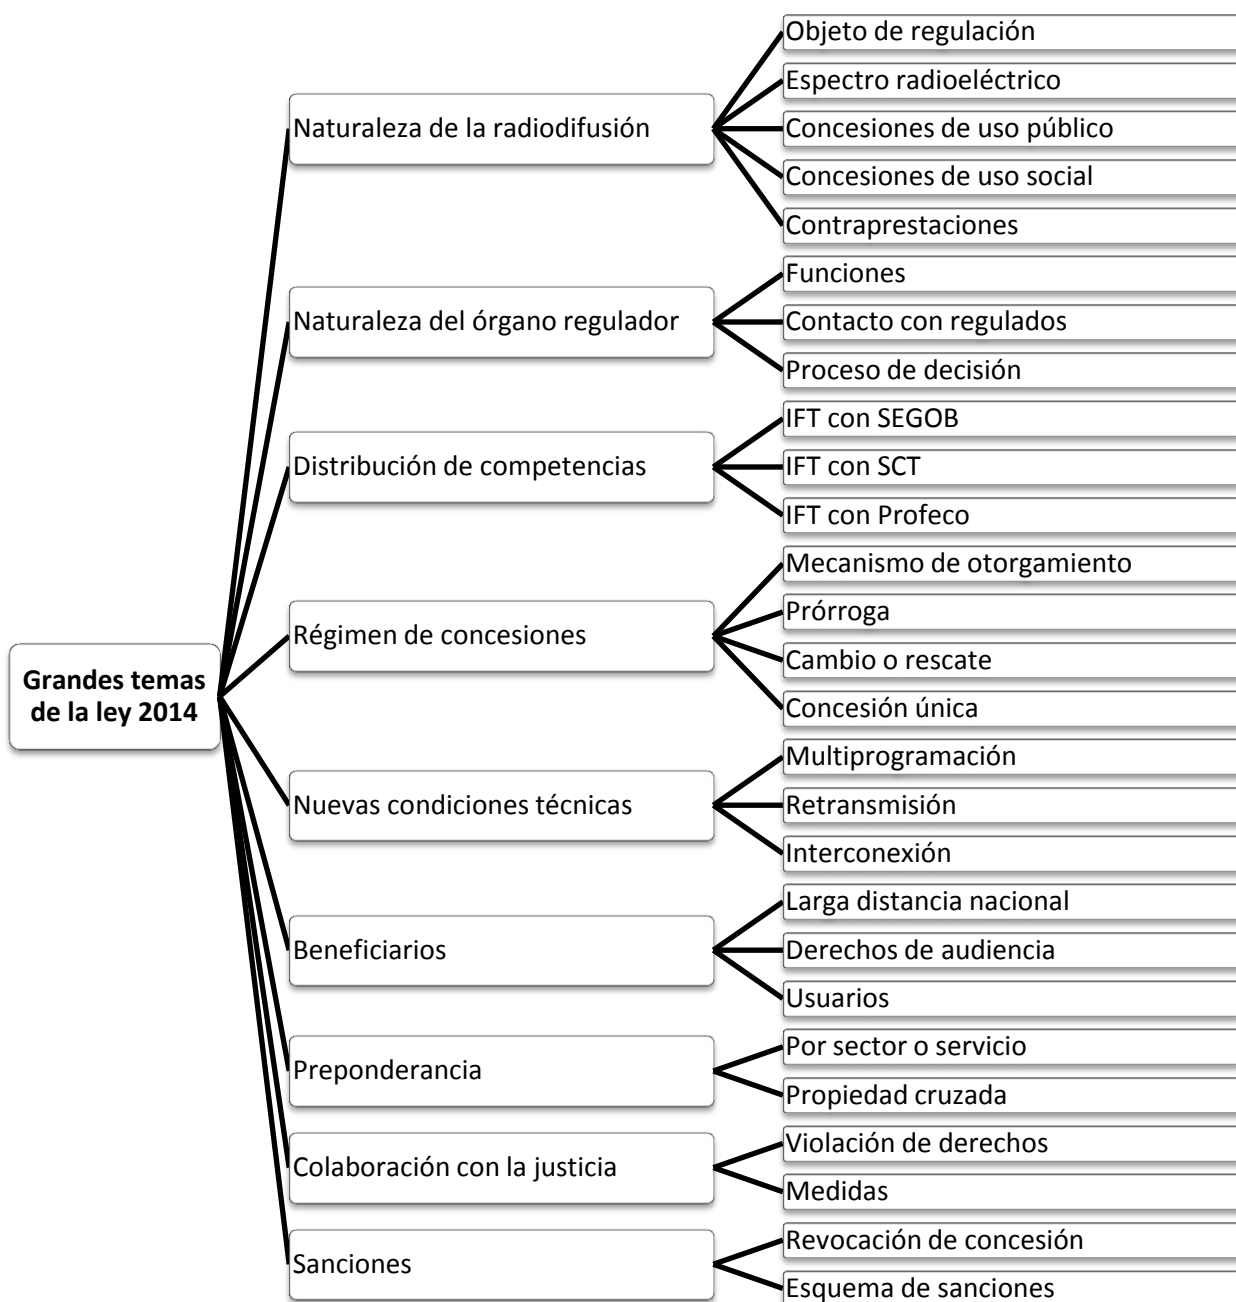 Grandes temas
de la ley 2014
Naturaleza de la radiodifusión
Objeto de regulación
Espectro radioeléctrico
Concesiones de uso público
Concesiones de uso social
Contraprestaciones
Naturaleza del órgano regulador
Funciones
Contacto con regulados
Proceso de decisión
Distribución de competencias
IFT con SEGOB
IFT con SCT
IFT con Profeco
Régimen de concesiones
Mecanismo de otorgamiento
Prórroga
Cambio o rescate
Concesión única
Nuevas condiciones técnicas
Multiprogramación
Retransmisión
Interconexión
Beneficiarios
Larga distancia nacional
Derechos de audiencia
Usuarios
Preponderancia
Por sector o servicio
Propiedad cruzada
Colaboración con la justicia
Violación de derechos
Medidas
Sanciones
Revocación de concesión
Esquema de sanciones